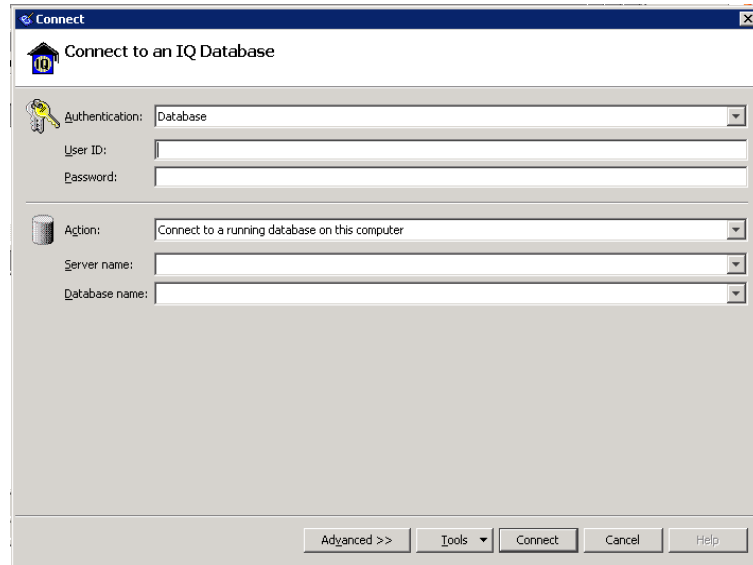 Connect
Connect to an IQ Database
IQ
Authentication: Database
User ID:
Password:
Action: Connect to a running database on this computer
Server name:
Database name:
Advanced >> Tools Connect Cancel Help